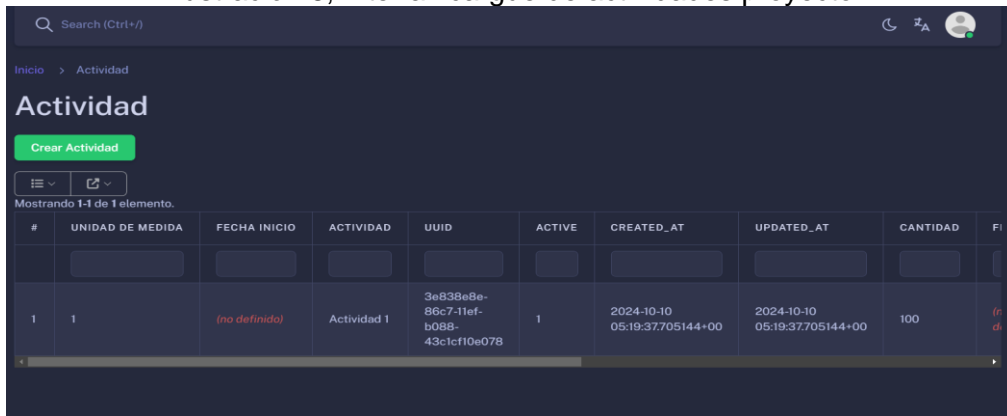 Search (Ctrl+/)
Inicio > Actividad
Actividad
Crear Actividad
Mostrando 1-1 de 1 elemento.
# UNIDAD DE MEDIDA FECHA INICIO ACTIVIDAD UUID ACTIVE CREATED_AT UPDATED_AT CANTIDAD
1 1 (no definido) Actividad 1 3e838e8e- 1 2024-10-10 2024-10-10 100
86c7-11ef- 05:19:37.705144+00 05:19:37.705144+00
b088-
43c1cf10e078